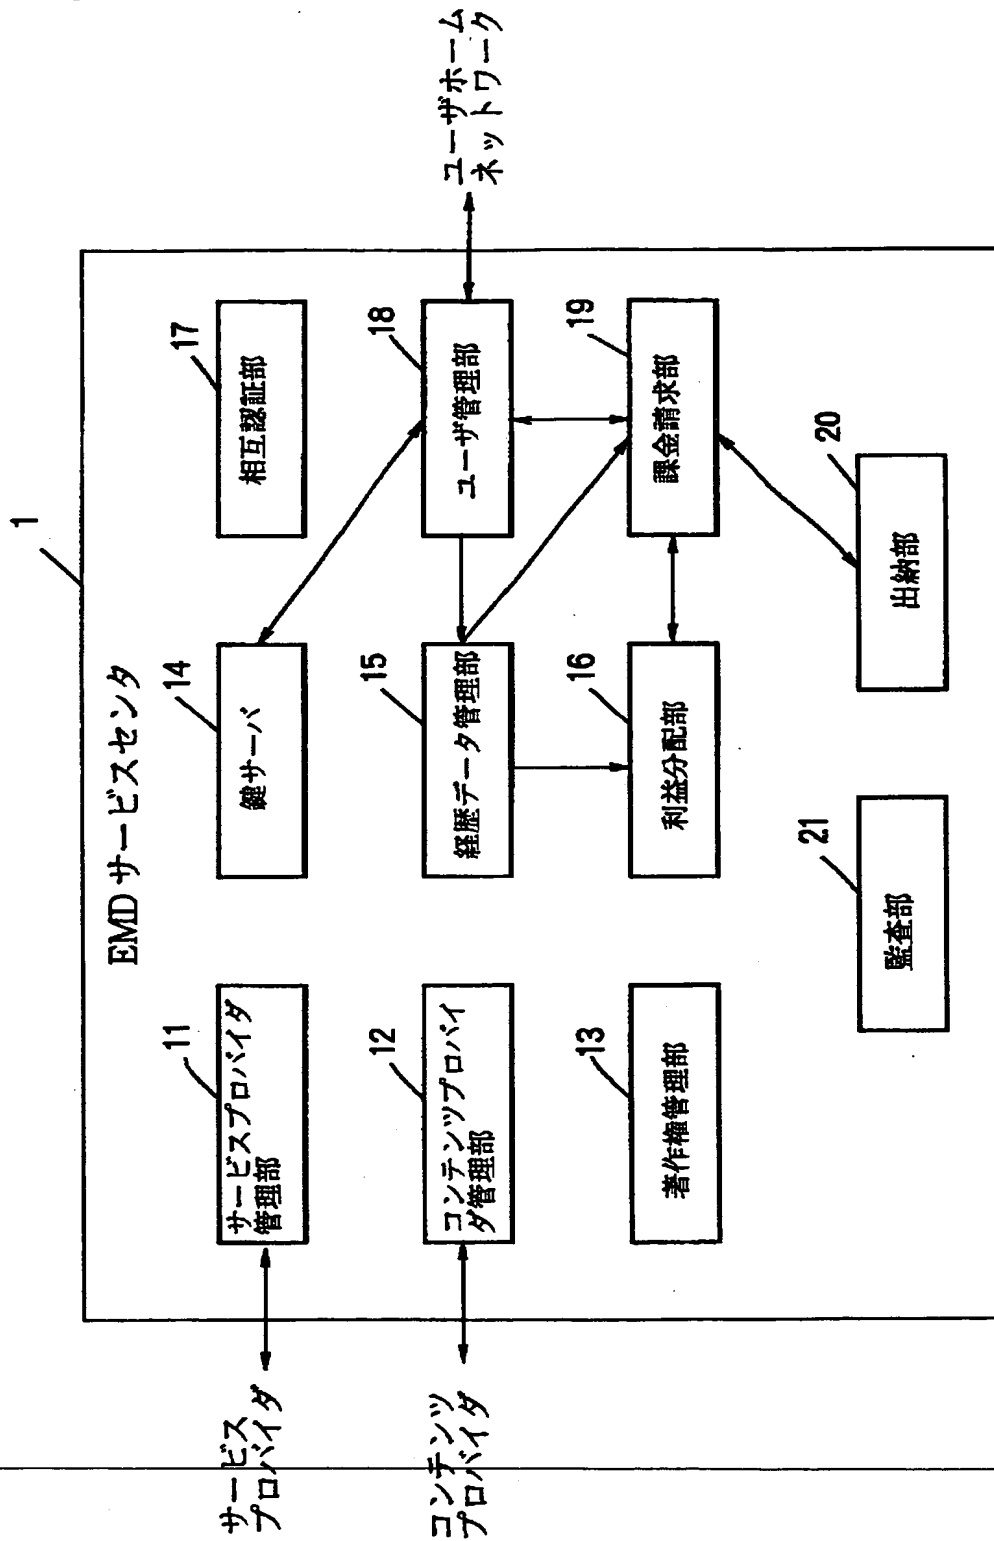 1
EMDサービスセンタ
サービス
プロバイダ
11
サービスプロバイダ
管理部
14
鍵サーバ
17
相互認証部
コンテンツ
プロバイダ
12
コンテンツプロバイ
ダ管理部
15
経歴データ管理部
18
ユーザ管理部
ユーザホーム
ネットワーク
13
著作権管理部
16
利益分配部
19
課金請求部
21
監査部
20
出納部